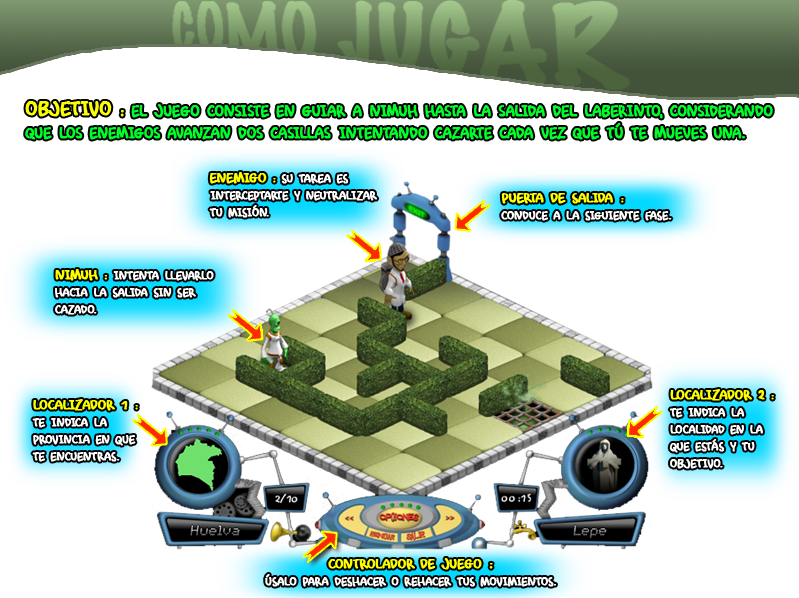 COMO JUGAR
OBJETIVO : EL JUEGO CONSISTE EN GUIAR A NIMUH HASTA LA SALIDA DEL LABERINTO, CONSIDERANDO
QUE LOS ENEMIGOS AVANZAN DOS CASILLAS INTENTANDO CAZARTE CADA VEZ QUE TÚ TE MUEVES UNA.
ENEMIGO : SU TAREA ES
INTERCEPTARTE Y NEUTRALIZAR
TU MISIÓN.
PUERTA DE SALIDA :
CONDUCE A LA SIGUIENTE FASE.
EXIT
NIMUH : INTENTA LLEVARLO
HACIA LA SALIDA SIN SER
CAZADO.
LOCALIZADOR 1 :
TE INDICA LA
PROVINCIA EN QUE
TE ENCUENTRAS.
LOCALIZADOR 2 :
TE INDICA LA
LOCALIDAD EN LA
QUE ESTÁS Y TU
OBJETIVO.
2/10
00:15
<< OPCIONES >>
REINICIAR SALIR
Huelva
Lepe
CONTROLADOR DE JUEGO :
ÚSALO PARA DESHACER O REHACER TUS MOVIMIENTOS.